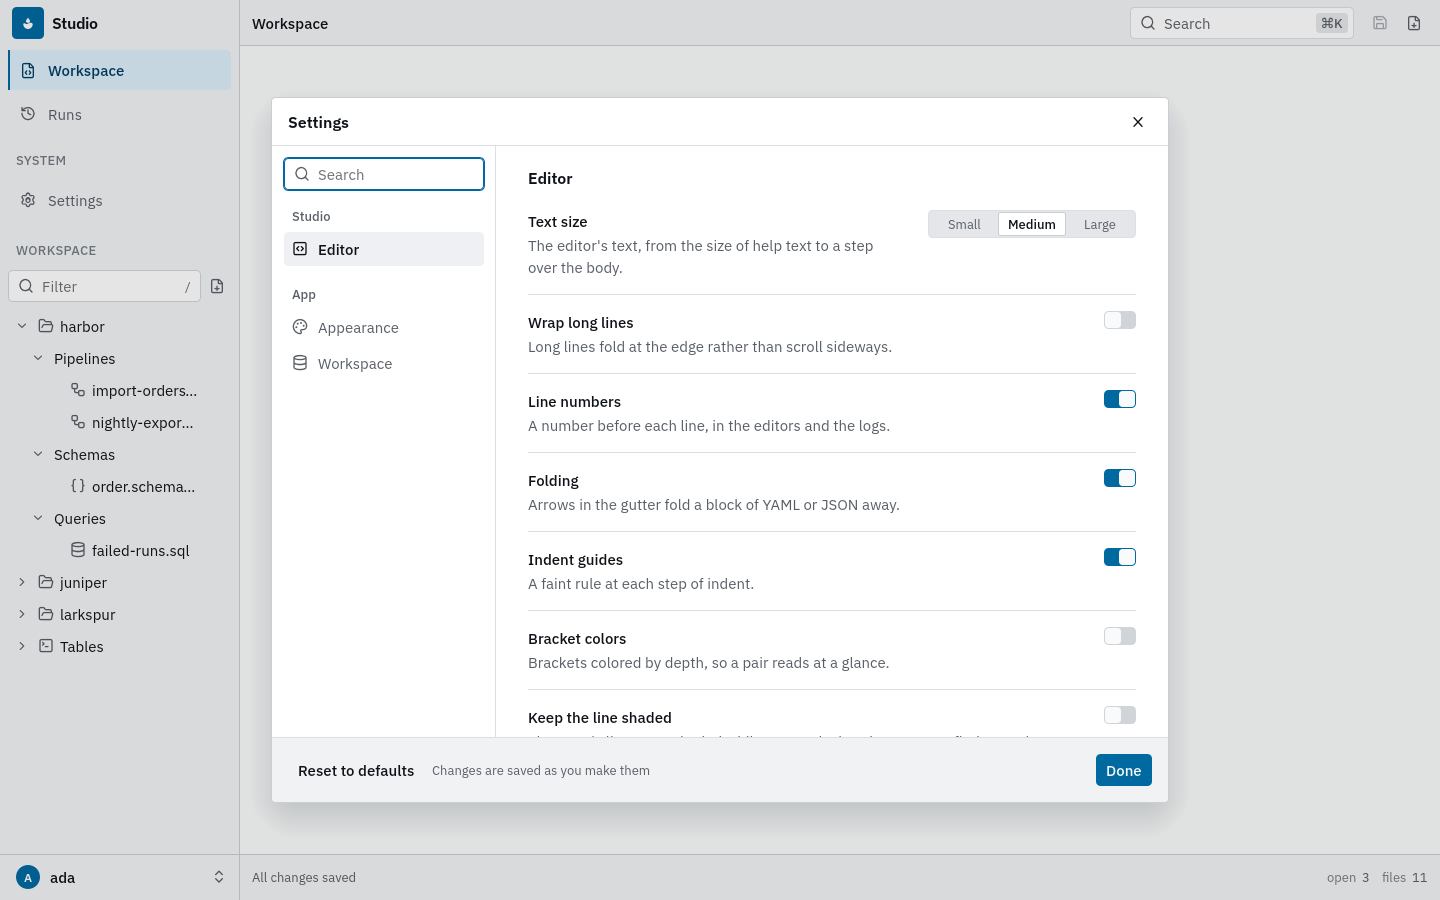 Studio
Workspace
Runs
SYSTEM
Settings
WORKSPACE
Filter /
harbor
Pipelines
import-orders...
nightly-expor...
Schemas
order.schema...
Queries
failed-runs.sql
juniper
larkspur
Tables
A ada
Workspace
Search ⌘K
Settings
Search
Studio
Editor
App
Appearance
Workspace
Editor
Text size
The editor's text, from the size of help text to a step
over the body.
Small Medium Large
Wrap long lines
Long lines fold at the edge rather than scroll sideways.
Line numbers
A number before each line, in the editors and the logs.
Folding
Arrows in the gutter fold a block of YAML or JSON away.
Indent guides
A faint rule at each step of indent.
Bracket colors
Brackets colored by depth, so a pair reads at a glance.
Keep the line shaded
Reset to defaults
Changes are saved as you make them
Done
All changes saved
open 3 files 11